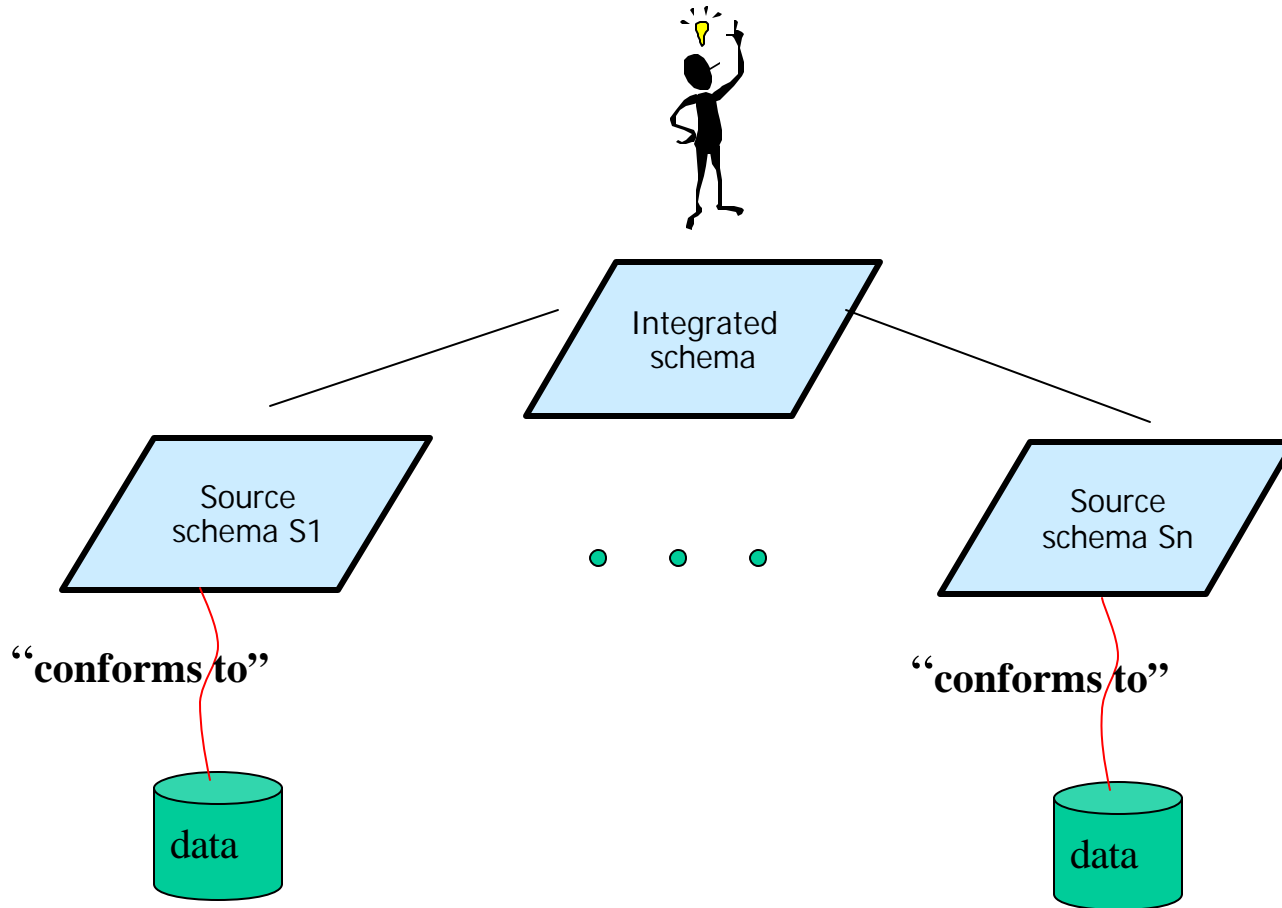 Integrated
schema
Source
schema S1
Source
schema Sn
“conforms to”
“conforms to”
data
data